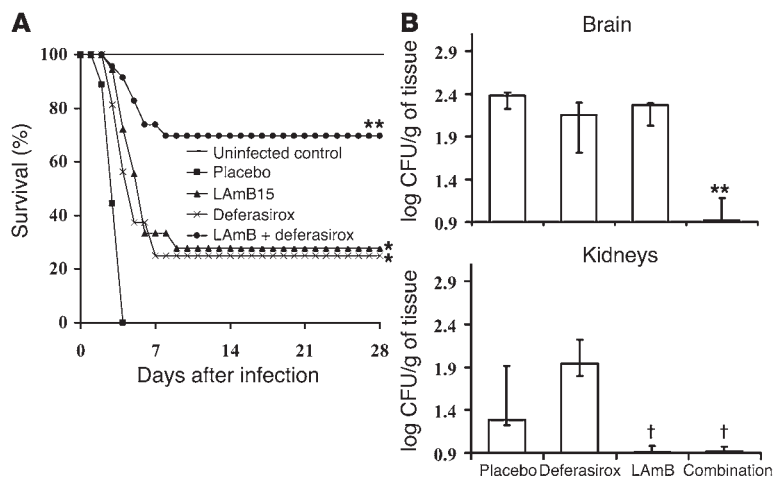 A
Survival (%)
100
80
60
40
20
0
0 7 14 21 28
Days after infection
Uninfected control
Placebo
LAmB15
Deferasirox
LAmB + deferasirox
**
*
*
B
Brain
log CFU/g of tissue
2.9
2.4
1.9
1.4
0.9
**
Kidneys
log CFU/g of tissue
2.9
2.4
1.9
1.4
0.9
† †
Placebo Deferasirox LAmB Combination